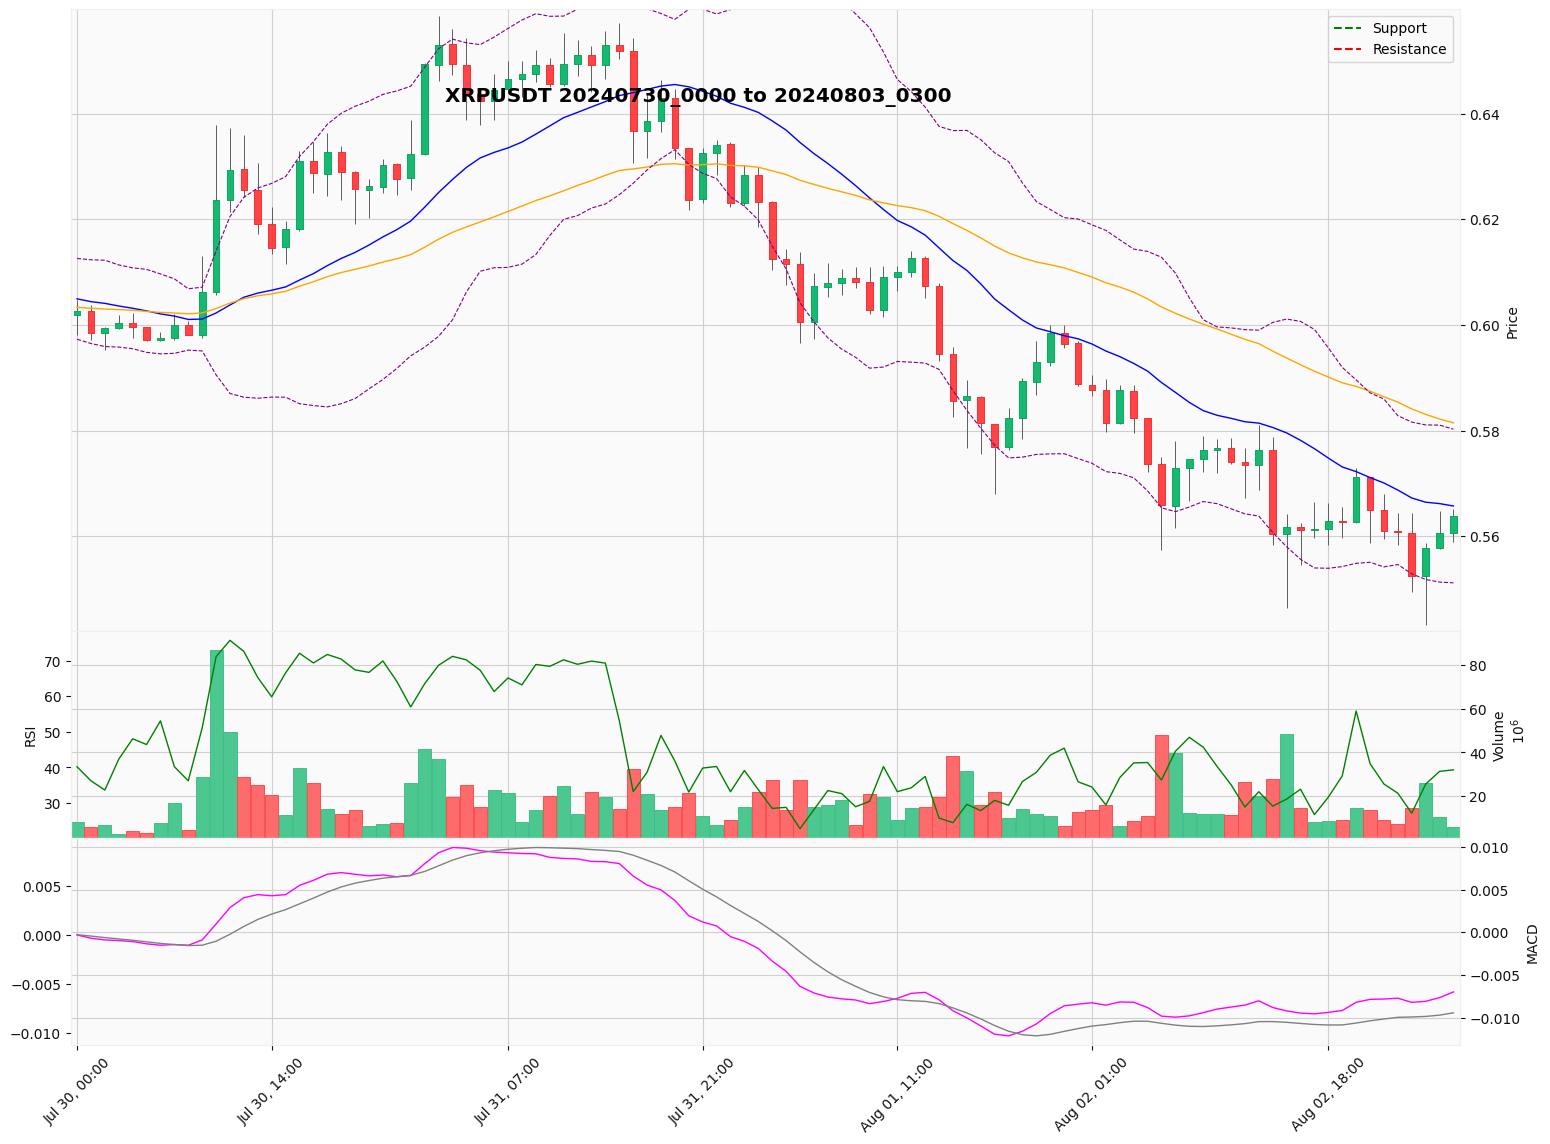 XRPUSDT 20240730_0000 to 20240803_0300
Support
Resistance
0.64
0.62
0.60
0.58
0.56
Price
70
60
50
40
30
RSI
80
60
40
20
Volume
10^6
0.005
0.000
−0.005
−0.010
0.010
0.005
0.000
−0.005
−0.010
MACD
Jul 30, 00:00
Jul 30, 14:00
Jul 31, 07:00
Jul 31, 21:00
Aug 01, 11:00
Aug 02, 01:00
Aug 02, 18:00